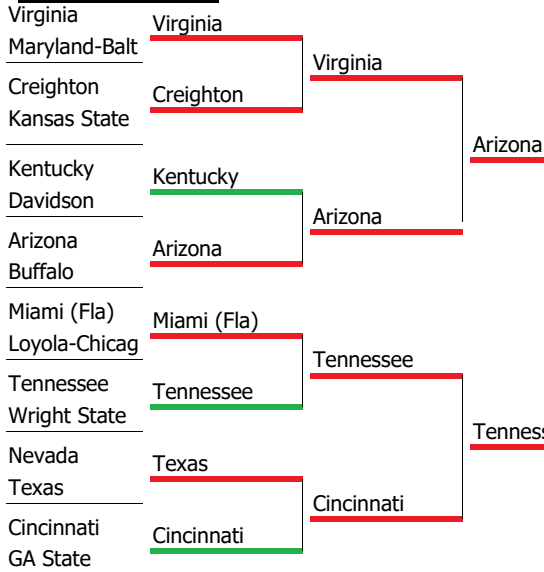 Virginia
Maryland-Balt
Creighton
Kansas State
Kentucky
Davidson
Arizona
Buffalo
Miami (Fla)
Loyola-Chicag
Tennessee
Wright State
Nevada
Texas
Cincinnati
GA State
Virginia
Creighton
Kentucky
Arizona
Miami (Fla)
Tennessee
Texas
Cincinnati
Virginia
Arizona
Tennessee
Cincinnati
Arizona
Tenness